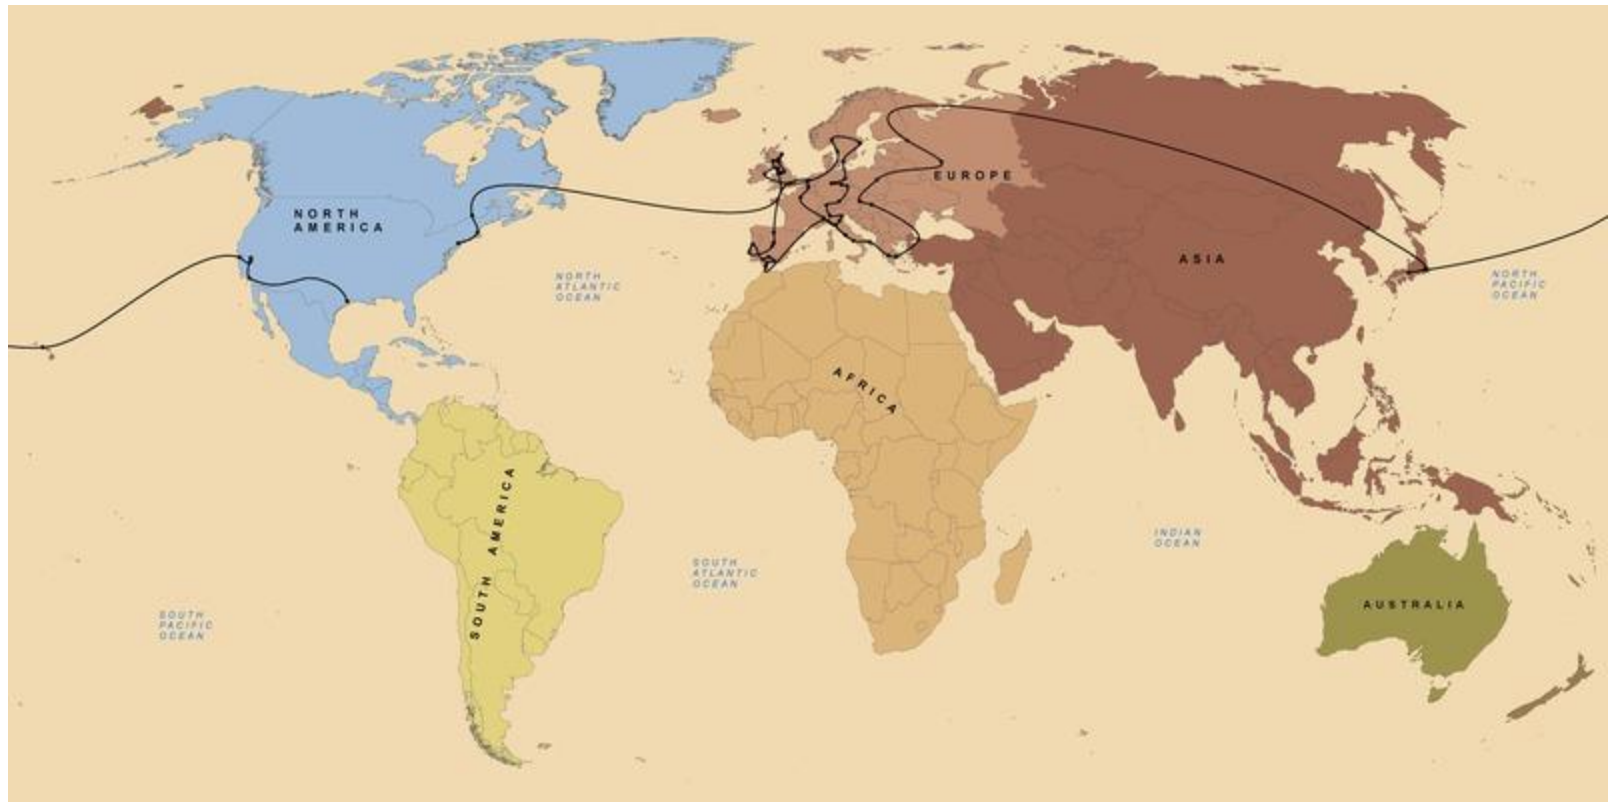 NORTH
AMERICA
EUROPE
ASIA
NORTH
ATLANTIC
OCEAN
NORTH
PACIFIC
OCEAN
AFRICA
SOUTH AMERICA
INDIAN
OCEAN
SOUTH
ATLANTIC
OCEAN
SOUTH
PACIFIC
OCEAN
AUSTRALIA